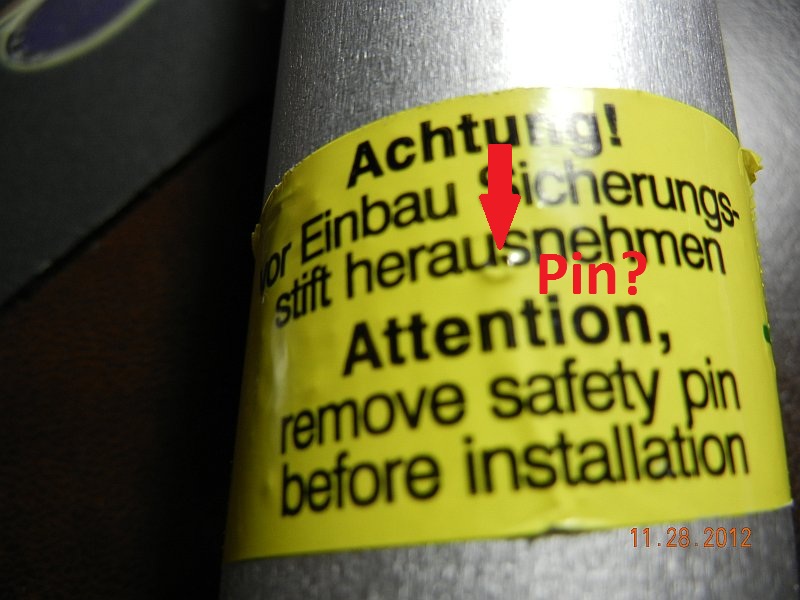 Achtung!
vor Einbau Sicherungs-
stift herausnehmen
Pin?
Attention,
remove safety pin
before installation
11.28.2012